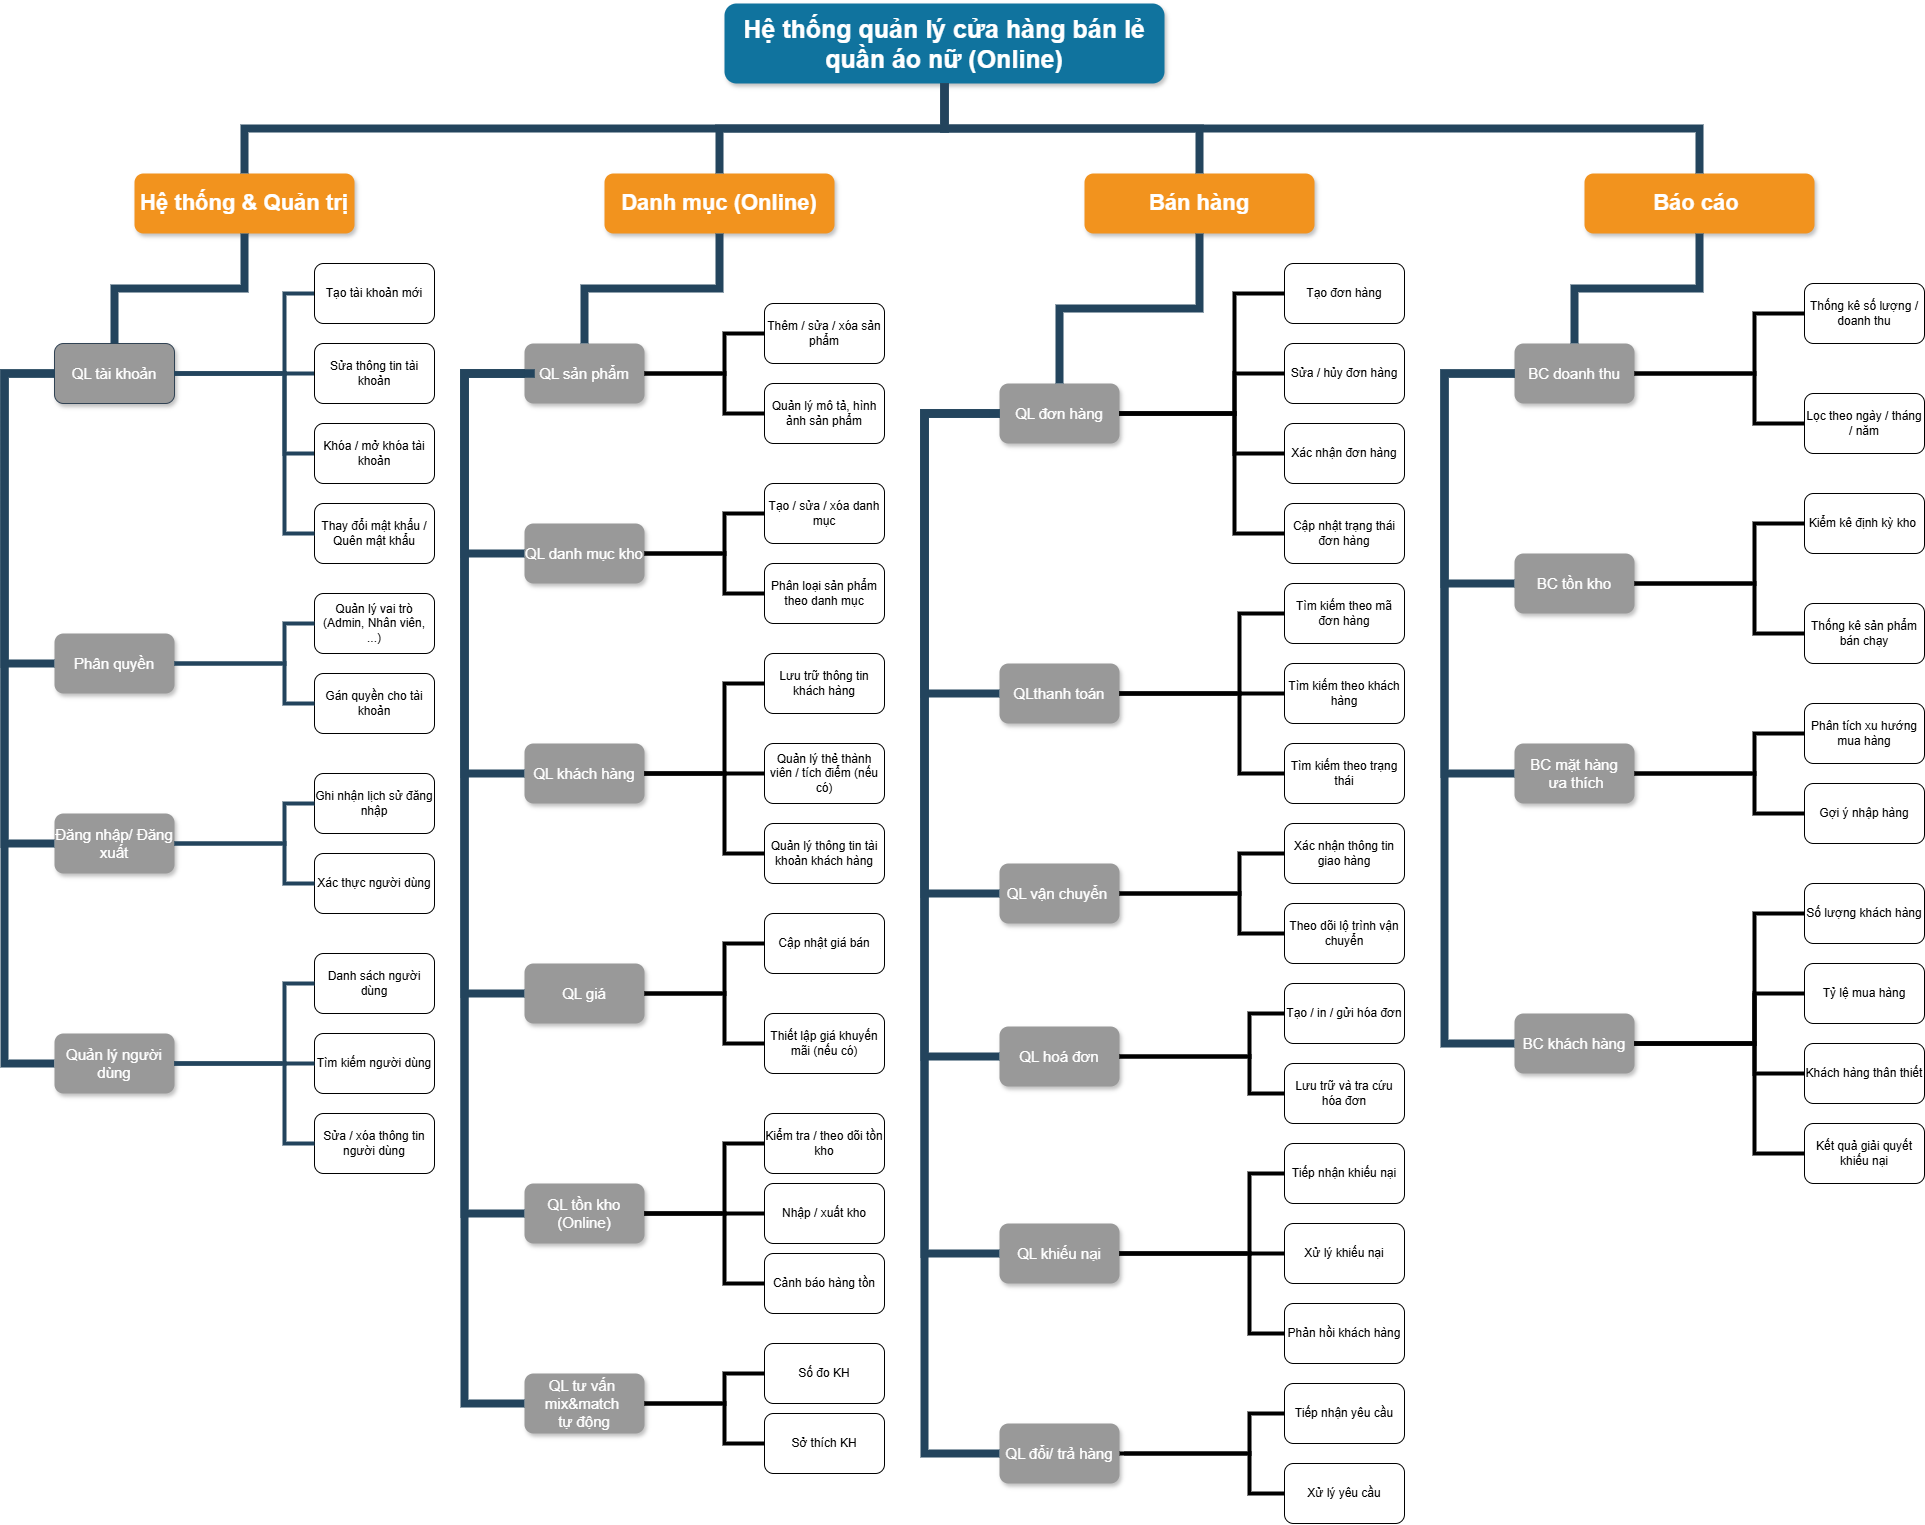 Hệ thống quản lý cửa hàng bán lẻ
quần áo nữ (Online)
Hệ thống & Quản trị
Danh mục (Online)
Bán hàng
Báo cáo
QL tài khoản
Tạo tài khoản mới
Sửa thông tin tài
khoản
Khóa / mở khóa tài
khoản
Thay đổi mật khẩu /
Quên mật khẩu
Phân quyền
Quản lý vai trò
(Admin, Nhân viên,
...)
Gán quyền cho tài
khoản
Đăng nhập/ Đăng
xuất
Ghi nhận lịch sử đăng
nhập
Xác thực người dùng
Quản lý người
dùng
Danh sách người
dùng
Tìm kiếm người dùng
Sửa / xóa thông tin
người dùng
QL sản phẩm
Thêm / sửa / xóa sản
phẩm
Quản lý mô tả, hình
ảnh sản phẩm
QL danh mục kho
Tạo / sửa / xóa danh
mục
Phân loại sản phẩm
theo danh mục
QL khách hàng
Lưu trữ thông tin
khách hàng
Quản lý thẻ thành
viên / tích điểm (nếu
có)
Quản lý thông tin tài
khoản khách hàng
QL giá
Cập nhật giá bán
Thiết lập giá khuyến
mãi (nếu có)
QL tồn kho
(Online)
Kiểm tra / theo dõi tồn
kho
Nhập / xuất kho
Cảnh báo hàng tồn
QL tư vấn
mix&match
tự động
Số đo KH
Sở thích KH
QL đơn hàng
Tạo đơn hàng
Sửa / hủy đơn hàng
Xác nhận đơn hàng
Cập nhật trạng thái
đơn hàng
QLthanh toán
Tìm kiếm theo mã
đơn hàng
Tìm kiếm theo khách
hàng
Tìm kiếm theo trạng
thái
QL vận chuyển
Xác nhận thông tin
giao hàng
Theo dõi lộ trình vận
chuyển
QL hoá đơn
Tạo / in / gửi hóa đơn
Lưu trữ và tra cứu
hóa đơn
QL khiếu nại
Tiếp nhận khiếu nại
Xử lý khiếu nại
Phản hồi khách hàng
QL đổi/ trả hàng
Tiếp nhận yêu cầu
Xử lý yêu cầu
BC doanh thu
Thống kê số lượng /
doanh thu
Lọc theo ngày / tháng
/ năm
BC tồn kho
Kiểm kê định kỳ kho
Thống kê sản phẩm
bán chạy
BC mặt hàng
ưa thích
Phân tích xu hướng
mua hàng
Gợi ý nhập hàng
BC khách hàng
Số lượng khách hàng
Tỷ lệ mua hàng
Khách hàng thân thiết
Kết quả giải quyết
khiếu nại